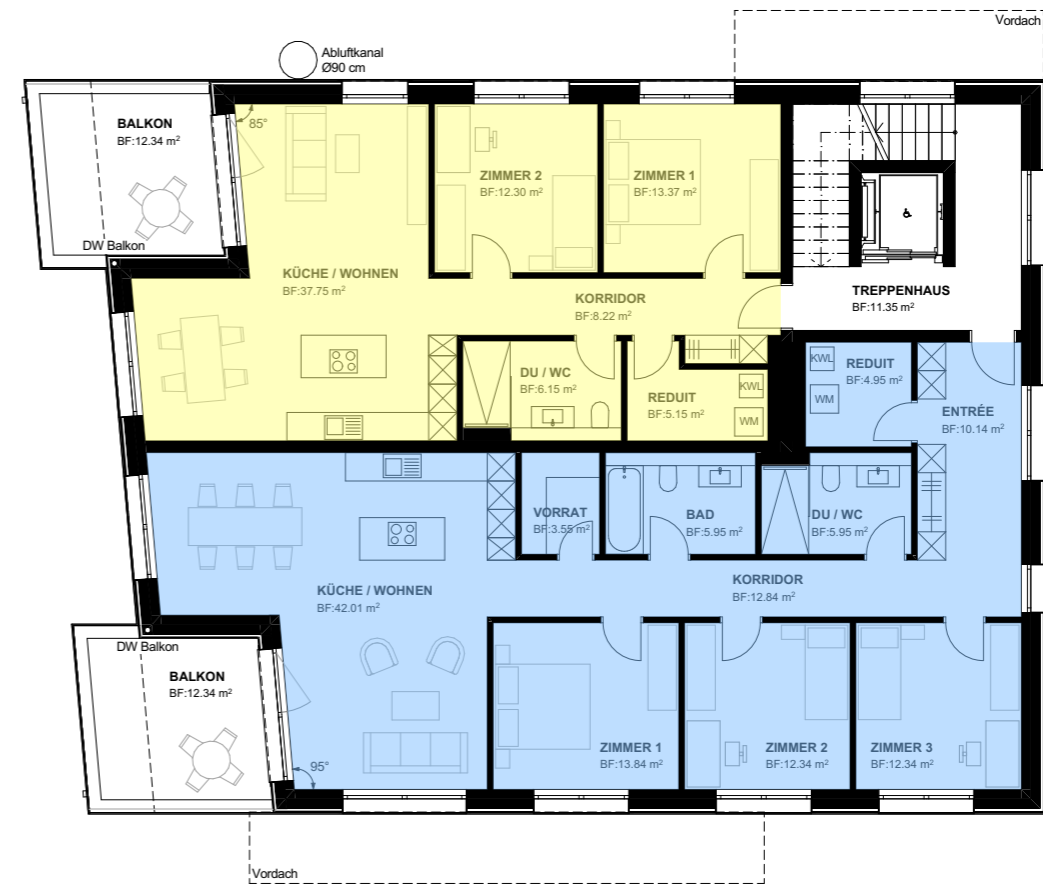 Vordach
Abluftkanal
Ø90 cm
BALKON
BF:12.34 m²
85°
DW Balkon
ZIMMER 2
BF:12.30 m²
ZIMMER 1
BF:13.37 m²
KÜCHE / WOHNEN
BF:37.75 m²
KORRIDOR
BF:8.22 m²
TREPPENHAUS
BF:11.35 m²
DU / WC
BF:6.15 m²
REDUIT
BF:5.15 m²
KWL
WM
KWL
WM
REDUIT
BF:4.95 m²
ENTRÉE
BF:10.14 m²
VORRAT
BF:3.55 m²
BAD
BF:5.95 m²
DU / WC
BF:5.95 m²
KÜCHE / WOHNEN
BF:42.01 m²
KORRIDOR
BF:12.84 m²
DW Balkon
BALKON
BF:12.34 m²
95°
ZIMMER 1
BF:13.84 m²
ZIMMER 2
BF:12.34 m²
ZIMMER 3
BF:12.34 m²
Vordach